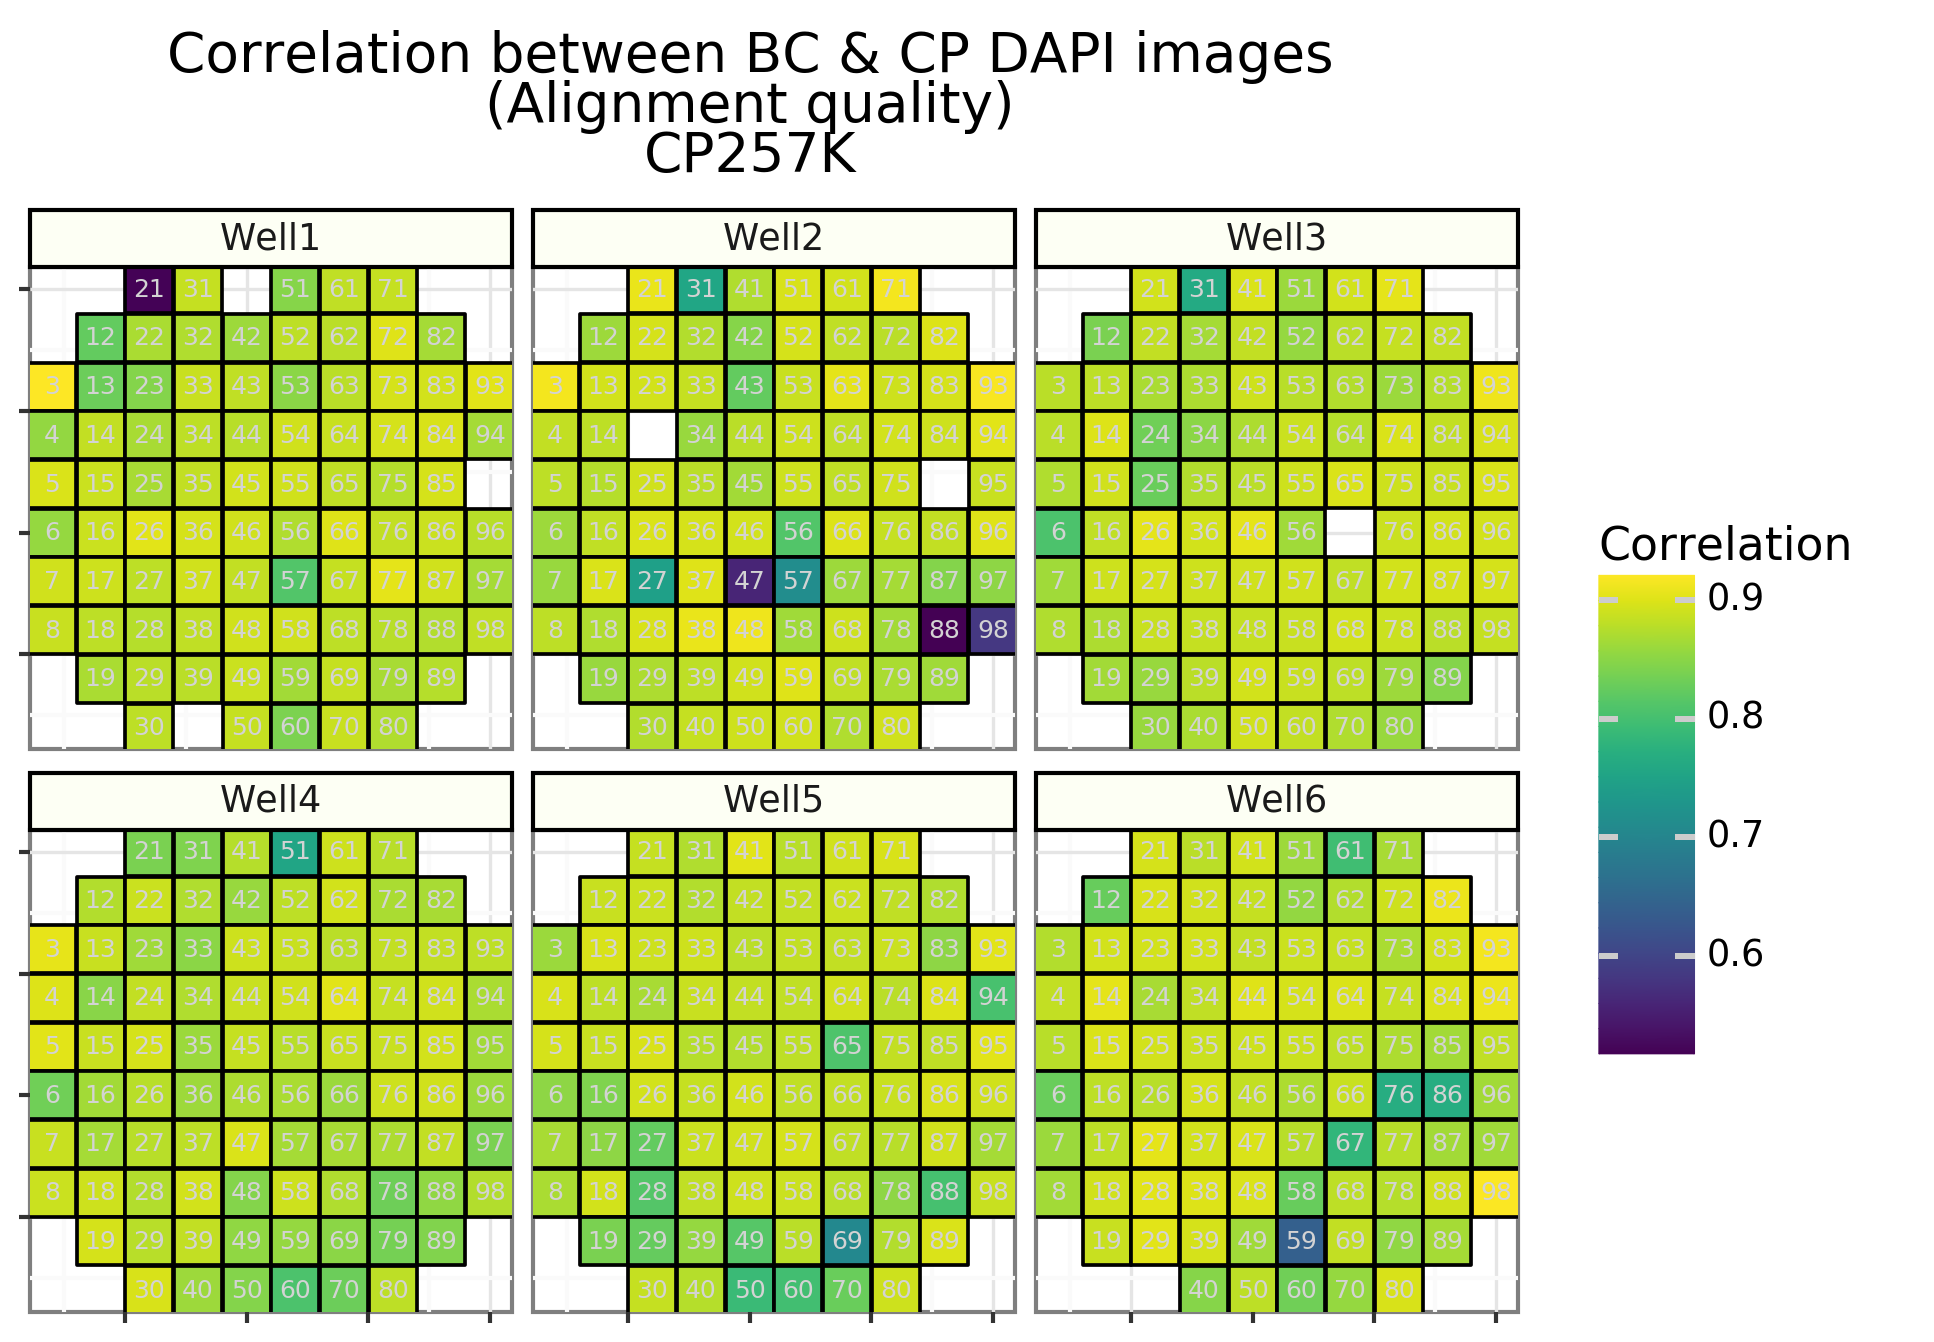 Correlation between BC & CP DAPI images
(Alignment quality)
CP257K
Well1 Well2 Well3
21 31 51 61 71 21 31 41 51 61 71 21 31 41 51 61 71
12 22 32 42 52 62 72 82 12 22 32 42 52 62 72 82 12 22 32 42 52 62 72 82
3 13 23 33 43 53 63 73 83 93 3 13 23 33 43 53 63 73 83 93 3 13 23 33 43 53 63 73 83 93
4 14 24 34 44 54 64 74 84 94 4 14 34 44 54 64 74 84 94 4 14 24 34 44 54 64 74 84 94
5 15 25 35 45 55 65 75 85 5 15 25 35 45 55 65 75 95 5 15 25 35 45 55 65 75 85 95
6 16 26 36 46 56 66 76 86 96 6 16 26 36 46 56 66 76 86 96 6 16 26 36 46 56 76 86 96
7 17 27 37 47 57 67 77 87 97 7 17 27 37 47 57 67 77 87 97 7 17 27 37 47 57 67 77 87 97
8 18 28 38 48 58 68 78 88 98 8 18 28 38 48 58 68 78 88 98 8 18 28 38 48 58 68 78 88 98
19 29 39 49 59 69 79 89 19 29 39 49 59 69 79 89 19 29 39 49 59 69 79 89
30 50 60 70 80 30 40 50 60 70 80 30 40 50 60 70 80
Well4 Well5 Well6
21 31 41 51 61 71 21 31 41 51 61 71 21 31 41 51 61 71
12 22 32 42 52 62 72 82 12 22 32 42 52 62 72 82 12 22 32 42 52 62 72 82
3 13 23 33 43 53 63 73 83 93 3 13 23 33 43 53 63 73 83 93 3 13 23 33 43 53 63 73 83 93
4 14 24 34 44 54 64 74 84 94 4 14 24 34 44 54 64 74 84 94 4 14 24 34 44 54 64 74 84 94
5 15 25 35 45 55 65 75 85 95 5 15 25 35 45 55 65 75 85 95 5 15 25 35 45 55 65 75 85 95
6 16 26 36 46 56 66 76 86 96 6 16 26 36 46 56 66 76 86 96 6 16 26 36 46 56 66 76 86 96
7 17 27 37 47 57 67 77 87 97 7 17 27 37 47 57 67 77 87 97 7 17 27 37 47 57 67 77 87 97
8 18 28 38 48 58 68 78 88 98 8 18 28 38 48 58 68 78 88 98 8 18 28 38 48 58 68 78 88 98
19 29 39 49 59 69 79 89 19 29 39 49 59 69 79 89 19 29 39 49 59 69 79 89
30 40 50 60 70 80 30 40 50 60 70 80 40 50 60 70 80
Correlation
0.9
0.8
0.7
0.6